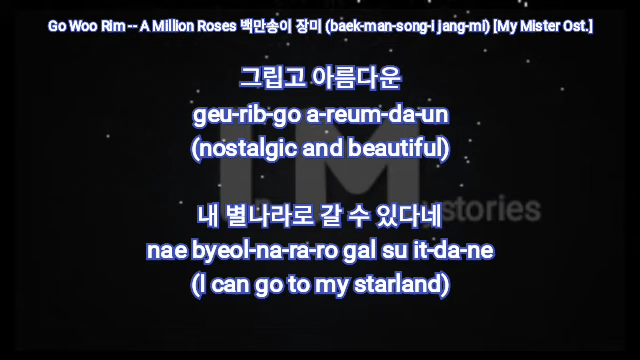 Go Woo Rim -- A Million Roses 백만송이 장미 (baek-man-song-I jang-mi) [My Mister Ost.]
그립고 아름다운
geu-rib-go a-reum-da-un
(nostalgic and beautiful)
내 별나라로 갈 수 있다네
nae byeol-na-ra-ro gal su it-da-ne
(I can go to my starland)
I'M
stories